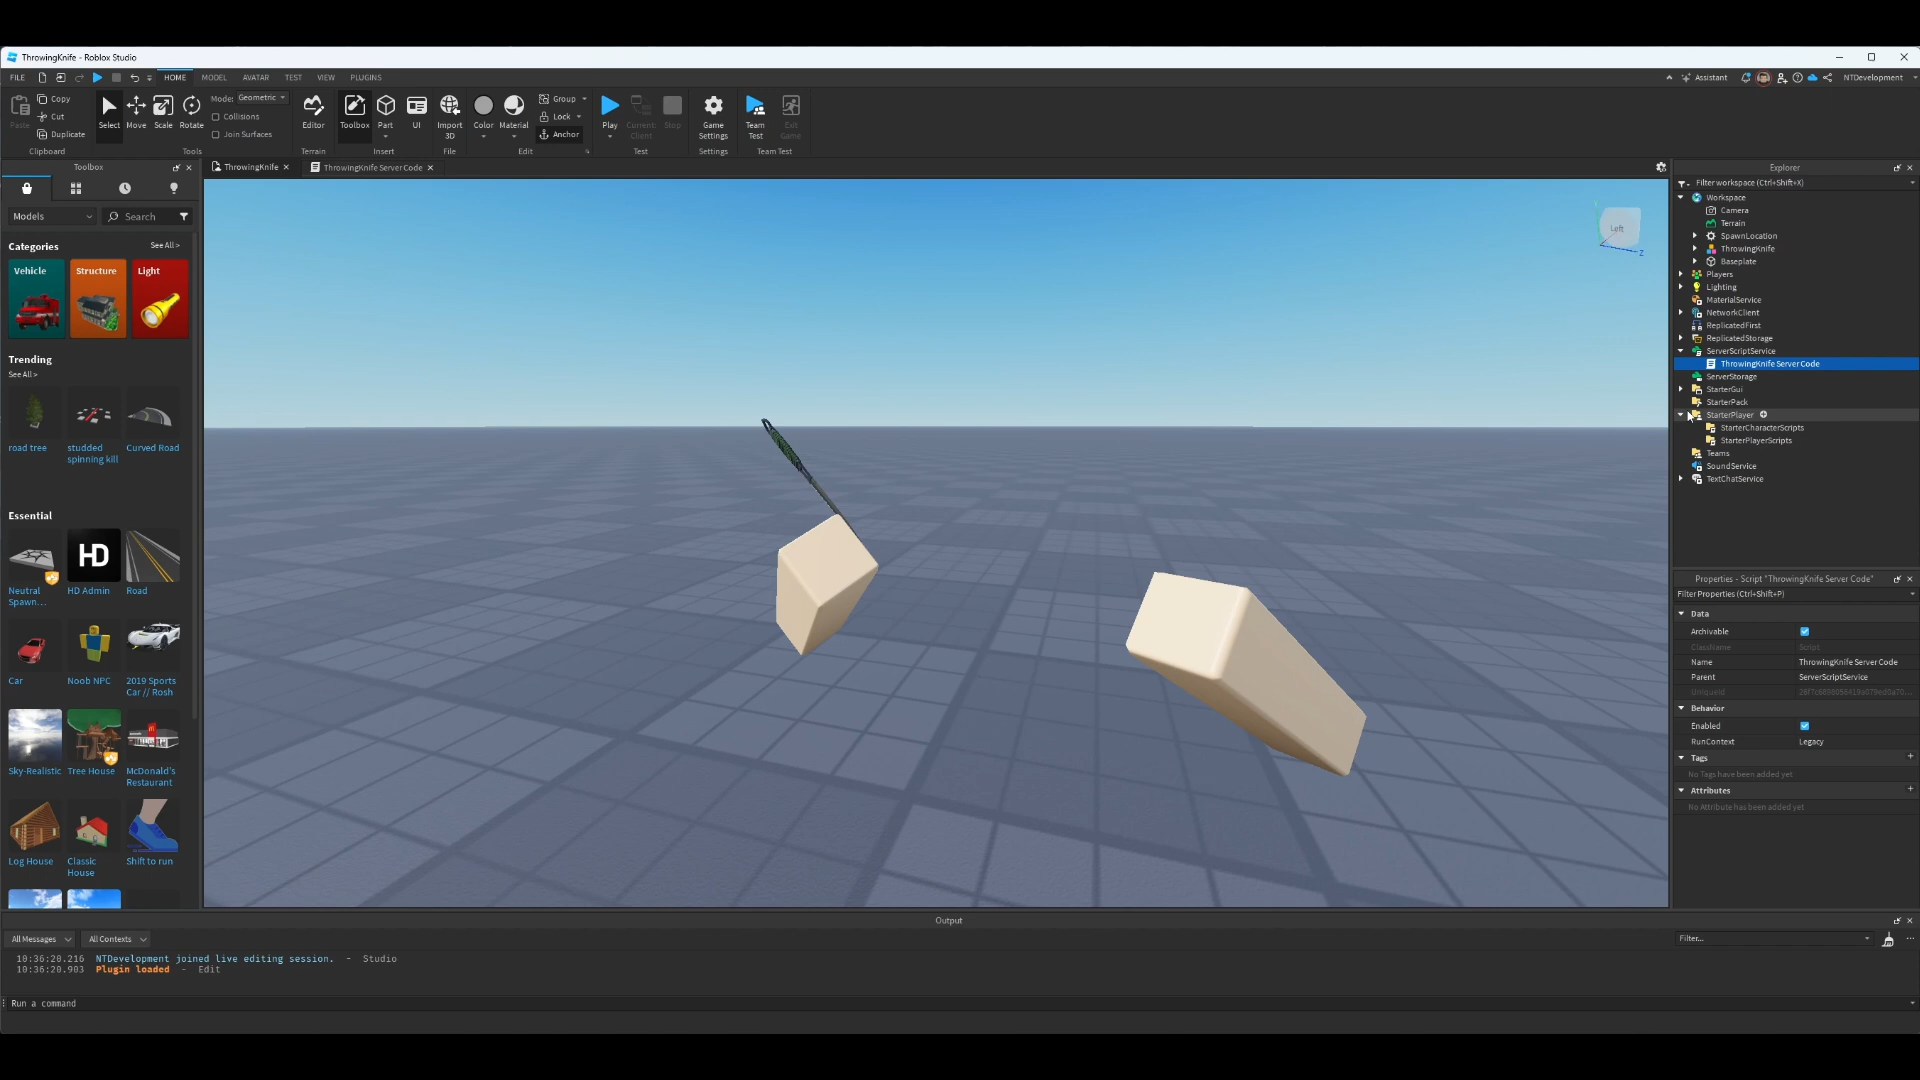 ThrowingKnife - Roblox Studio
FILE HOME MODEL AVATAR TEST VIEW PLUGINS Assistant NTDevelopment
Paste Copy Cut Duplicate Clipboard
Select Move Scale Rotate Mode: Geometric Collisions Join Surfaces Tools
Editor Terrain
Toolbox Part UI Insert
Import 3D File
Color Material Group Lock Anchor Edit
Play Current: Client Stop Test
Game Settings Settings
Team Test Exit Game Team Test
Toolbox
ThrowingKnife ThrowingKnife Server Code
Models Search
Categories See All >
Vehicle Structure Light
Trending
See All >
road tree studded spinning kill Curved Road
Essential
Neutral Spawn... HD HD Admin Road
Car Noob NPC 2019 Sports Car // Rosh
Sky-Realistic Tree House McDonald's Restaurant
Log House Classic House Shift to run
Left
Z
Explorer
Filter workspace (Ctrl+Shift+X)
Workspace
Camera
Terrain
SpawnLocation
ThrowingKnife
Baseplate
Players
Lighting
MaterialService
NetworkClient
ReplicatedFirst
ReplicatedStorage
ServerScriptService
ThrowingKnife Server Code
ServerStorage
StarterGui
StarterPack
StarterPlayer
StarterCharacterScripts
StarterPlayerScripts
Teams
SoundService
TextChatService
Properties - Script "ThrowingKnife Server Code"
Filter Properties (Ctrl+Shift+P)
Data
Archivable
ClassName Script
Name ThrowingKnife Server Code
Parent ServerScriptService
UniqueId
Behavior
Enabled
RunContext Legacy
Tags
No Tags have been added yet
Attributes
No Attribute has been added yet
Output
All Messages All Contexts Filter...
10:36:20.216 NTDevelopment joined live editing session. - Studio
10:36:20.903 Plugin loaded - Edit
Run a command